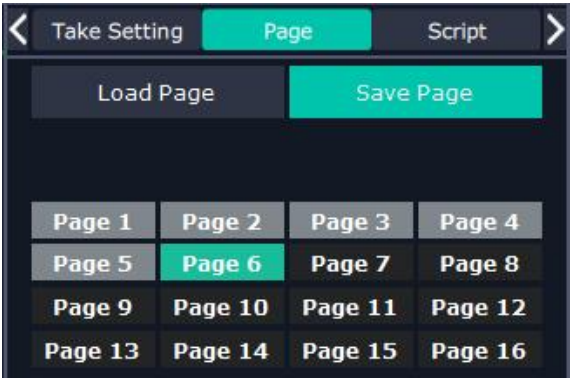 Take Setting Page Script
Load Page Save Page
Page 1 Page 2 Page 3 Page 4
Page 5 Page 6 Page 7 Page 8
Page 9 Page 10 Page 11 Page 12
Page 13 Page 14 Page 15 Page 16